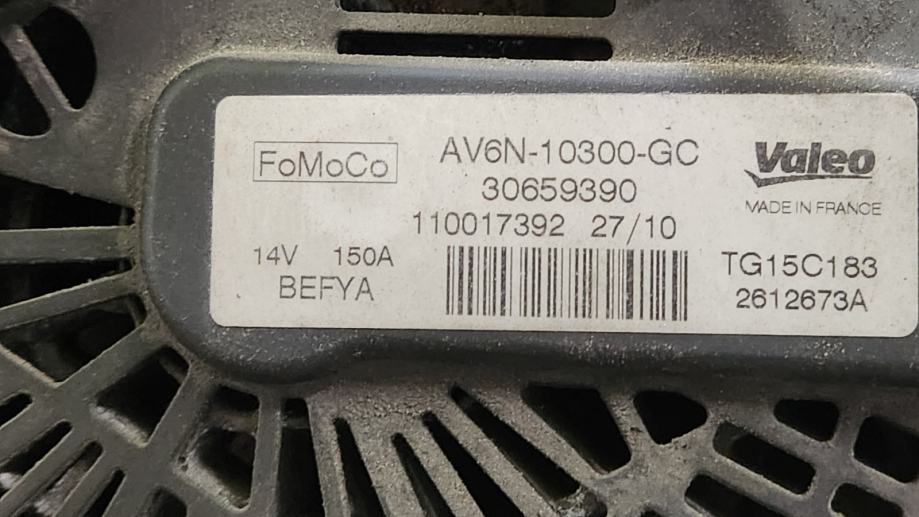 FoMoCo
AV6N-10300-GC
30659390
110017392 27/10
14V 150A
BEFYA
Valeo
MADE IN FRANCE
TG15C183
2612673A